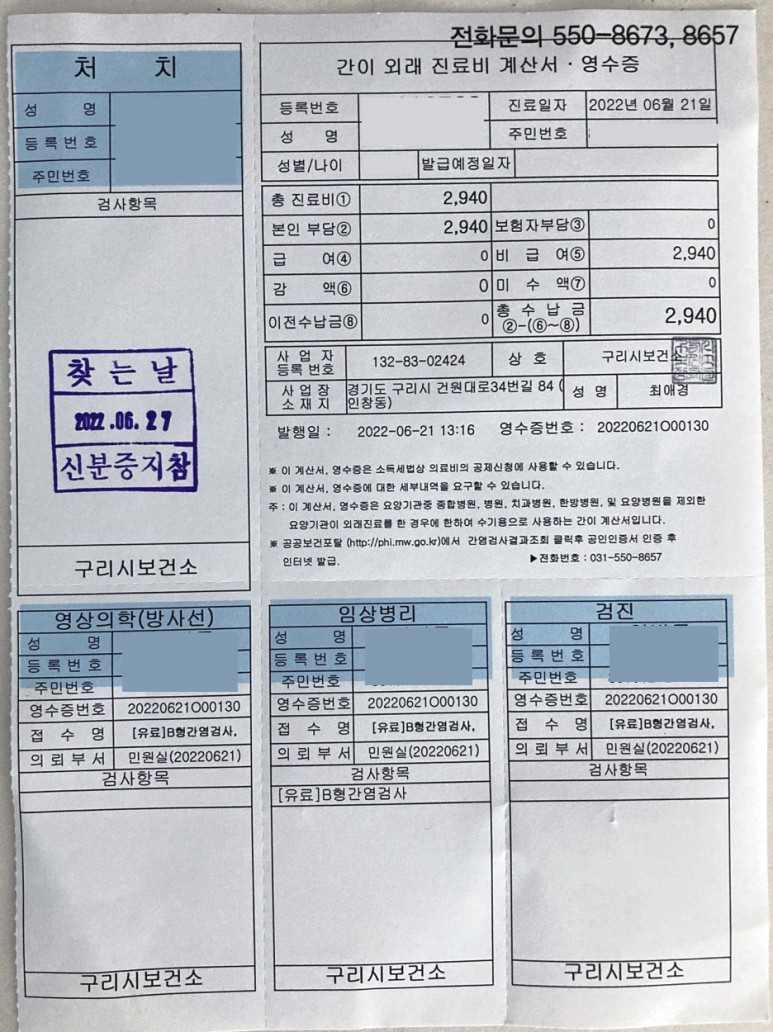 전화문의 550-8673, 8657
처 치
성 명
등록번호
주민번호
검사항목
찾는날
2022.06.27
신분증지참
구리시보건소
간이 외래 진료비 계산서 · 영수증
등록번호 진료일자 2022년 06월 21일
성 명 주민번호
성별/나이 발급예정일자
총 진료비① 2,940
본인 부담② 2,940 보험자부담③ 0
급 여④ 0 비 급 여⑤ 2,940
감 액⑥ 0 미 수 액⑦ 0
이전수납금⑧ 0 총 수 납 금 ②-(⑥~⑧) 2,940
사 업 자 등록 번호 132-83-02424 상 호 구리시보건소
사 업 장 소 재 지 경기도 구리시 건원대로34번길 84 (
인창동) 성 명 최애경
발행일 : 2022-06-21 13:16 영수증번호 : 20220621O00130
※ 이 계산서, 영수증은 소득세법상 의료비의 공제신청에 사용할 수 있습니다.
※ 이 계산서, 영수증에 대한 세부내역을 요구할 수 있습니다.
주 : 이 계산서, 영수증은 요양기관중 종합병원, 병원, 치과병원, 한방병원, 및 요양병원을 제외한
요양기관이 외래진료를 한 경우에 한하여 수기용으로 사용하는 간이 계산서입니다.
※ 공공보건포탈 (http://phi.mw.go.kr)에서 간염검사결과조회 클릭후 공인인증서 인증 후
인터넷 발급. ▶전화번호 : 031-550-8657
영상의학(방사선)
성 명
등록번호
주민번호
영수증번호 20220621O00130
접 수 명 [유료]B형간염검사,
의뢰부서 민원실(20220621)
검사항목
구리시보건소
임상병리
성 명
등록번호
주민번호
영수증번호 20220621O00130
접 수 명 [유료]B형간염검사,
의뢰부서 민원실(20220621)
검사항목
[유료]B형간염검사
구리시보건소
검진
성 명
등록번호
주민번호
영수증번호 20220621O00130
접 수 명 [유료]B형간염검사,
의뢰부서 민원실(20220621)
검사항목
구리시보건소